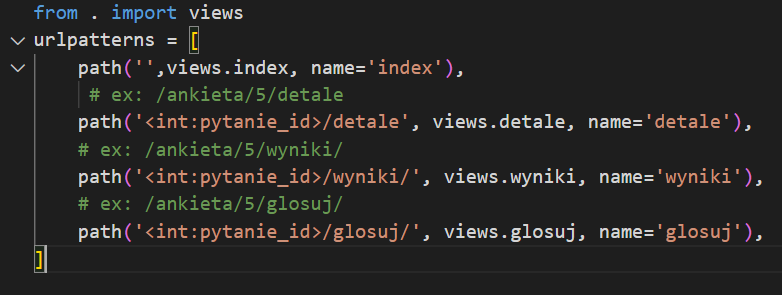 from . import views
urlpatterns = [
    path('',views.index, name='index'),
     # ex: /ankieta/5/detale
    path('<int:pytanie_id>/detale', views.detale, name='detale'),
    # ex: /ankieta/5/wyniki/
    path('<int:pytanie_id>/wyniki/', views.wyniki, name='wyniki'),
    # ex: /ankieta/5/glosuj/
    path('<int:pytanie_id>/glosuj/', views.glosuj, name='glosuj'),
]